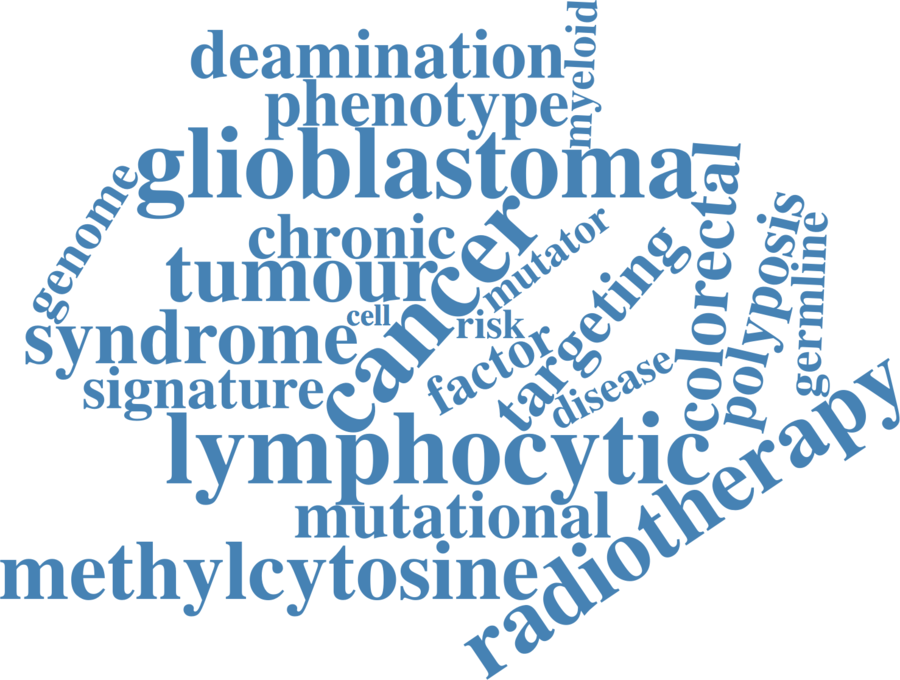 deamination
myeloid
phenotype
glioblastoma
genome
chronic
cancer
mutator
colorectal
polyposis
germline
tumour
targeting
cell
risk
syndrome
factor
disease
signature
lymphocytic
radiotherapy
mutational
methylcytosine